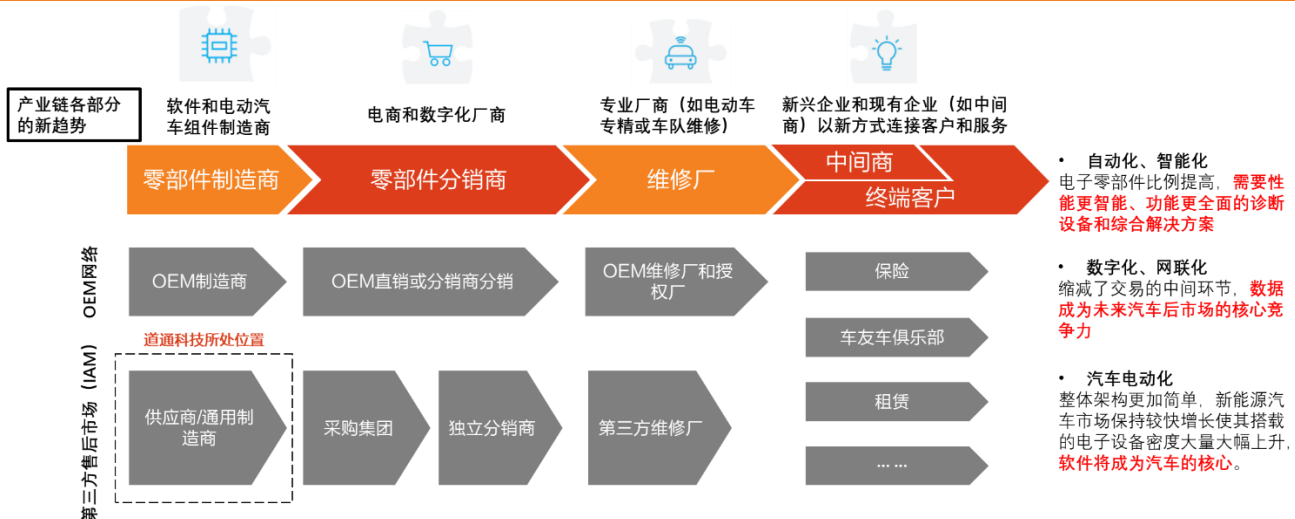 产业链各部分
的新趋势
软件和电动汽
车组件制造商
电商和数字化厂商
专业厂商（如电动车
专精或车队维修）
新兴企业和现有企业（如中间
商）以新方式连接客户和服务
零部件制造商
零部件分销商
维修厂
中间商
终端客户
OEM网络
OEM制造商
OEM直销或分销商分销
OEM维修厂和授
权厂
保险
车友车俱乐部
租赁
... ...
第三方售后市场（IAM）
道通科技所处位置
供应商/通用制
造商
采购集团
独立分销商
第三方维修厂
• 自动化、智能化
电子零部件比例提高，需要性
能更智能、功能更全面的诊断
设备和综合解决方案
• 数字化、网联化
缩减了交易的中间环节，数据
成为未来汽车后市场的核心竞
争力
• 汽车电动化
整体架构更加简单，新能源汽
车市场保持较快增长使其搭载
的电子设备密度大量大幅上升，
软件将成为汽车的核心。